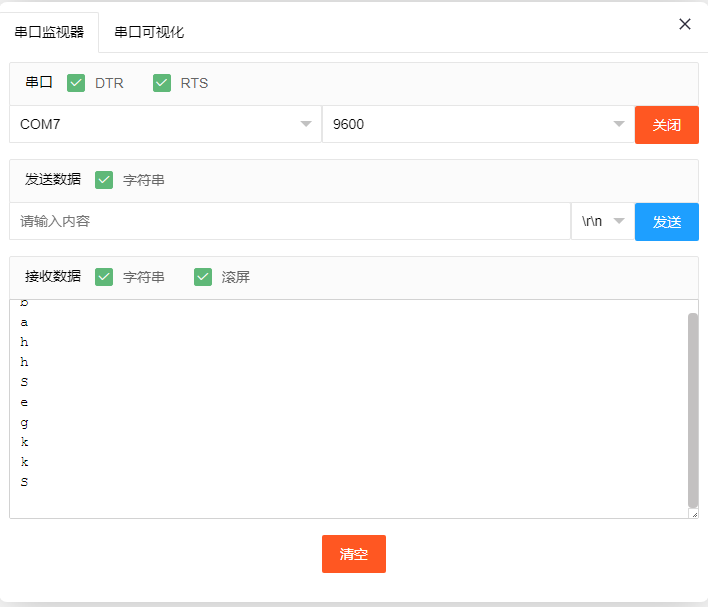 串口监视器 串口可视化
串口 DTR RTS
COM7 9600 关闭
发送数据 字符串
请输入内容 \r\n 发送
接收数据 字符串 滚屏
b
a
h
h
S
e
g
k
k
S
清空